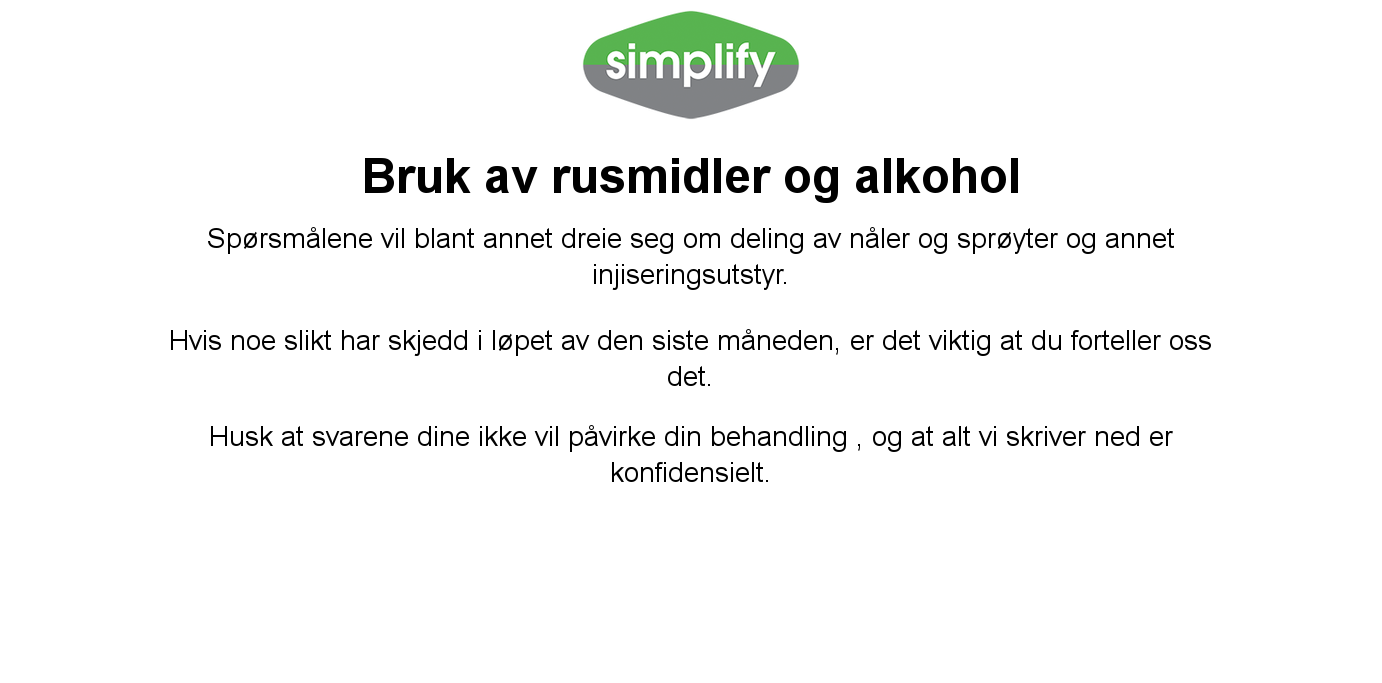 simplify
Bruk av rusmidler og alkohol
Spørsmålene vil blant annet dreie seg om deling av nåler og sprøyter og annet
injiseringsutstyr.
Hvis noe slikt har skjedd i løpet av den siste måneden, er det viktig at du forteller oss
det.
Husk at svarene dine ikke vil påvirke din behandling , og at alt vi skriver ned er
konfidensielt.